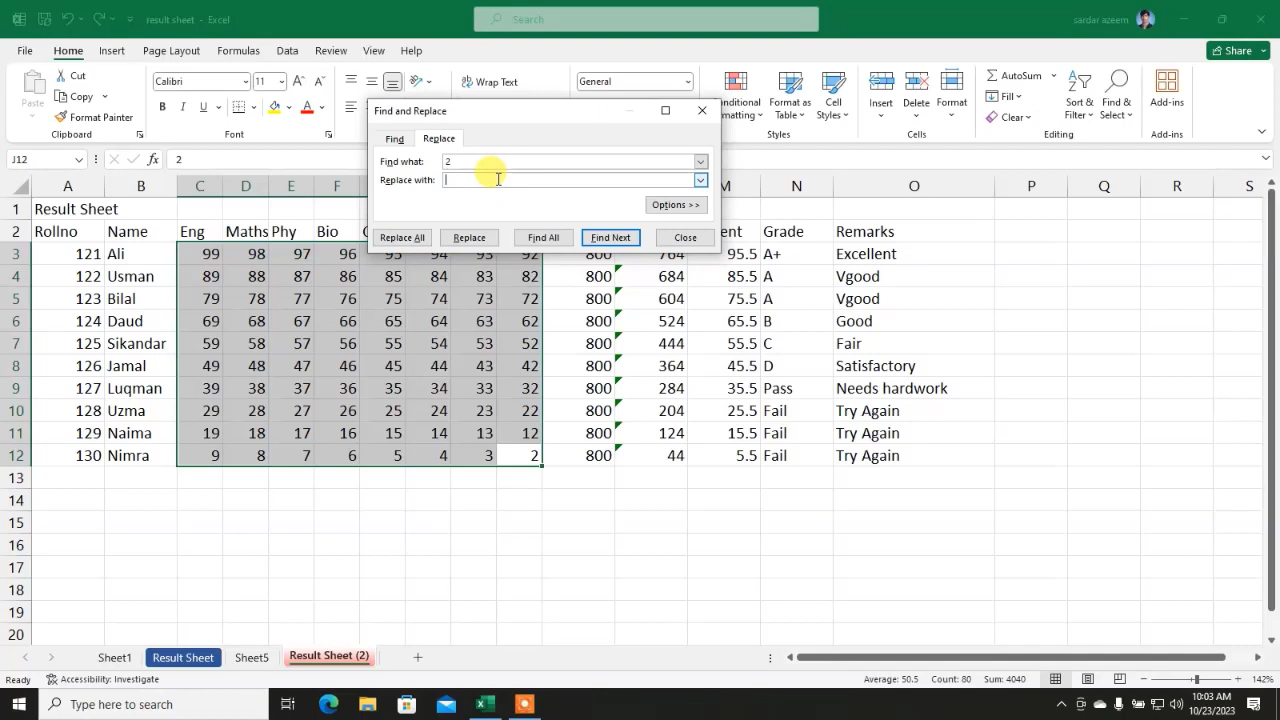 result sheet - Excel
Search
sardar azeem
File Home Insert Page Layout Formulas Data Review View Help
Share
Paste
Cut
Copy
Format Painter
Clipboard
Calibri 11
B I U
Font
Wrap Text
General
Conditional Formatting
Format as Table
Cell Styles
Styles
Insert Delete Format
Cells
AutoSum
Fill
Clear
Sort & Filter
Find & Select
Editing
Add-ins
Add-ins
J12 fx 2
Find and Replace
Find Replace
Find what: 2
Replace with:
Options >>
Replace All Replace Find All Find Next Close
A B C D E F M N O P Q R S
1 Result Sheet
2 Rollno Name Eng Maths Phy Bio Grade Remarks
3 121 Ali 99 98 97 96 95 94 93 92 800 764 95.5 A+ Excellent
4 122 Usman 89 88 87 86 85 84 83 82 800 684 85.5 A Vgood
5 123 Bilal 79 78 77 76 75 74 73 72 800 604 75.5 A Vgood
6 124 Daud 69 68 67 66 65 64 63 62 800 524 65.5 B Good
7 125 Sikandar 59 58 57 56 55 54 53 52 800 444 55.5 C Fair
8 126 Jamal 49 48 47 46 45 44 43 42 800 364 45.5 D Satisfactory
9 127 Luqman 39 38 37 36 35 34 33 32 800 284 35.5 Pass Needs hardwork
10 128 Uzma 29 28 27 26 25 24 23 22 800 204 25.5 Fail Try Again
11 129 Naima 19 18 17 16 15 14 13 12 800 124 15.5 Fail Try Again
12 130 Nimra 9 8 7 6 5 4 3 2 800 44 5.5 Fail Try Again
13
14
15
16
17
18
19
20
Sheet1 Result Sheet Sheet5 Result Sheet (2)
Ready Accessibility: Investigate Average: 50.5 Count: 80 Sum: 4040 142%
Type here to search
10:03 AM
10/23/2023